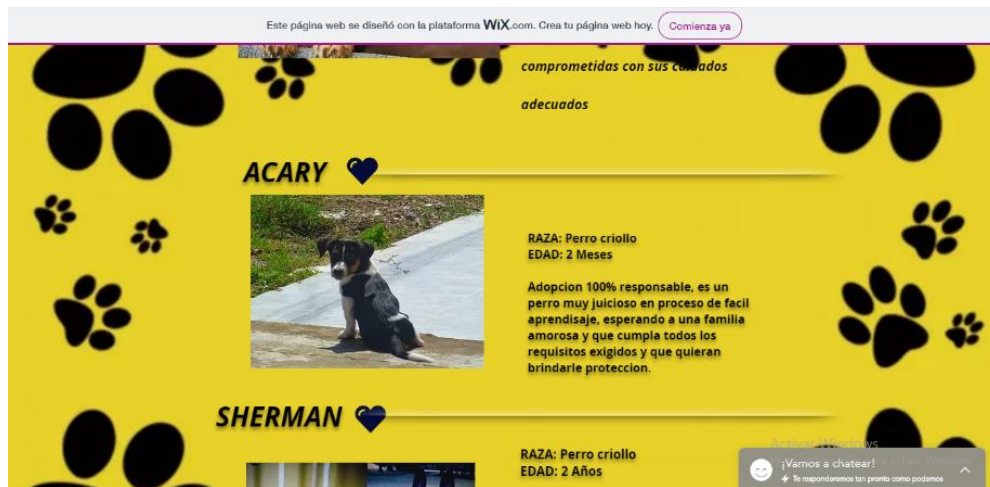 Este página web se diseñó con la plataforma WiX.com. Crea tu página web hoy. Comienza ya
comprometidas con sus cuidados
adecuados
ACARY
RAZA: Perro criollo
EDAD: 2 Meses
Adopcion 100% responsable, es un
perro muy juicioso en proceso de facil
aprendisaje, esperando a una familia
amorosa y que cumpla todos los
requisitos exigidos y que quieran
brindarle proteccion.
SHERMAN
RAZA: Perro criollo
EDAD: 2 Años
Activar Windows
¡Vamos a chatear!
Te responderemos tan pronto como podamos